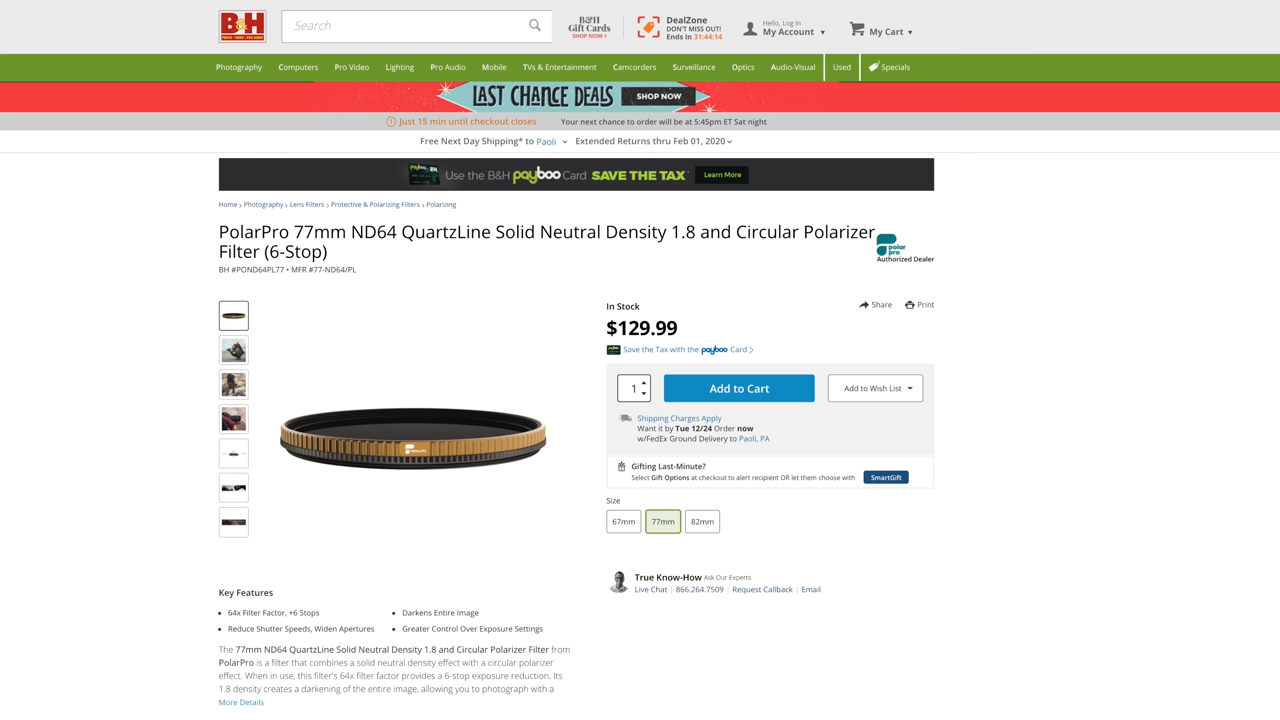 B&H
PHOTO - VIDEO - PRO AUDIO
Search
B&H
Gift Cards
SHOP NOW >
DealZone
DON'T MISS OUT!
Ends In 31:44:14
Hello, Log In
My Account
My Cart
Photography
Computers
Pro Video
Lighting
Pro Audio
Mobile
TVs & Entertainment
Camcorders
Surveillance
Optics
Audio-Visual
Used
Specials
LAST CHANCE DEALS
SHOP NOW
Just 15 min until checkout closes
Your next chance to order will be at 5:45pm ET Sat night
Free Next Day Shipping* to Paoli
Extended Returns thru Feb 01, 2020
Use the B&H payboo Card SAVE THE TAX
Learn More
Home › Photography › Lens Filters › Protective & Polarizing Filters › Polarizing
PolarPro 77mm ND64 QuartzLine Solid Neutral Density 1.8 and Circular Polarizer
Filter (6-Stop)
polar
pro
Authorized Dealer
BH #POND64PL77 • MFR #77-ND64/PL
In Stock
Share
Print
$129.99
Save the Tax with the payboo Card
1
Add to Cart
Add to Wish List
Shipping Charges Apply
Want it by Tue 12/24 Order now
w/FedEx Ground Delivery to Paoli, PA
Gifting Last-Minute?
Select Gift Options at checkout to alert recipient OR let them choose with
SmartGift
Size
67mm
77mm
82mm
True Know-How Ask Our Experts
Live Chat | 866.264.7509 | Request Callback | Email
Key Features
• 64x Filter Factor, +6 Stops
• Darkens Entire Image
• Reduce Shutter Speeds, Widen Apertures
• Greater Control Over Exposure Settings
The 77mm ND64 QuartzLine Solid Neutral Density 1.8 and Circular Polarizer Filter from
PolarPro is a filter that combines a solid neutral density effect with a circular polarizer
effect. When in use, this filter's 64x filter factor provides a 6-stop exposure reduction. Its
1.8 density creates a darkening of the entire image, allowing you to photograph with a
More Details